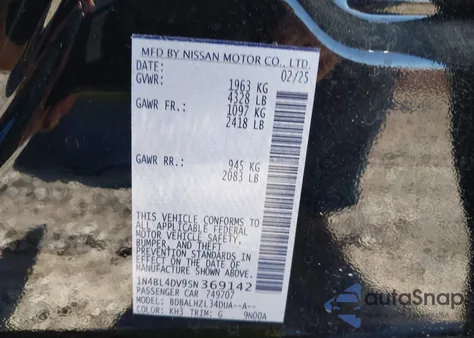 MFD BY NISSAN MOTOR CO., LTD.
DATE: 02/25
GVWR: 1963 KG
4328 LB
GAWR FR.: 1097 KG
2418 LB
GAWR RR.: 945 KG
2083 LB
THIS VEHICLE CONFORMS TO
ALL APPLICABLE FEDERAL
MOTOR VEHICLE SAFETY,
BUMPER, AND THEFT
PREVENTION STANDARDS
IN EFFECT ON THE DATE OF
MANUFACTURE SHOWN ABOVE.
1N4BL4DV9SN369142
PASSENGER CAR 749707
MODEL: BDBALHZL34DUA--A--
COLOR: KH3 TRIM: G 9N00A
autoSnap